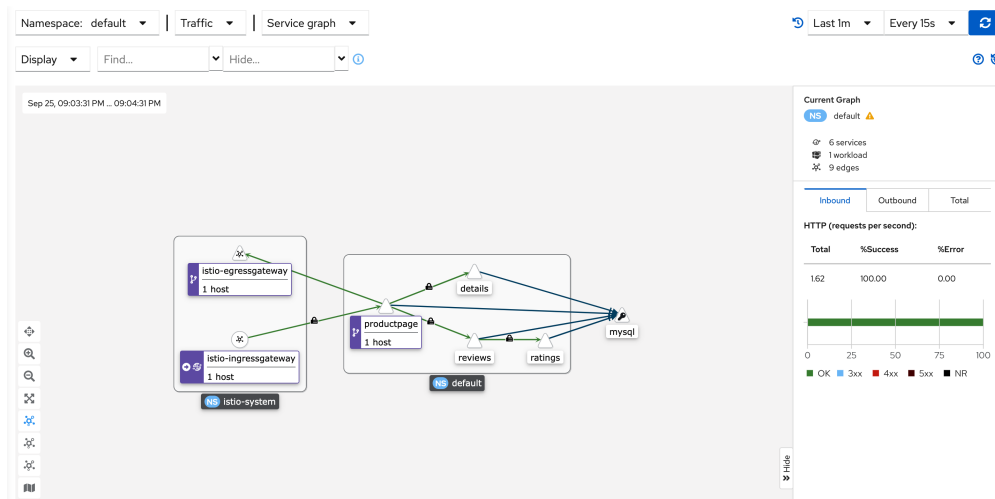 Namespace: default
Traffic
Service graph
Last 1m
Every 15s
Display
Find...
Hide...
Sep 25, 09:03:31 PM ... 09:04:31 PM
istio-egressgateway
1 host
istio-ingressgateway
1 host
NS istio-system
productpage
1 host
details
reviews
ratings
NS default
mysql
Hide
Current Graph
NS default
6 services
1 workload
9 edges
Inbound
Outbound
Total
HTTP (requests per second):
Total %Success %Error
1.62 100.00 0.00
0 25 50 75 100
OK 3xx 4xx 5xx NR